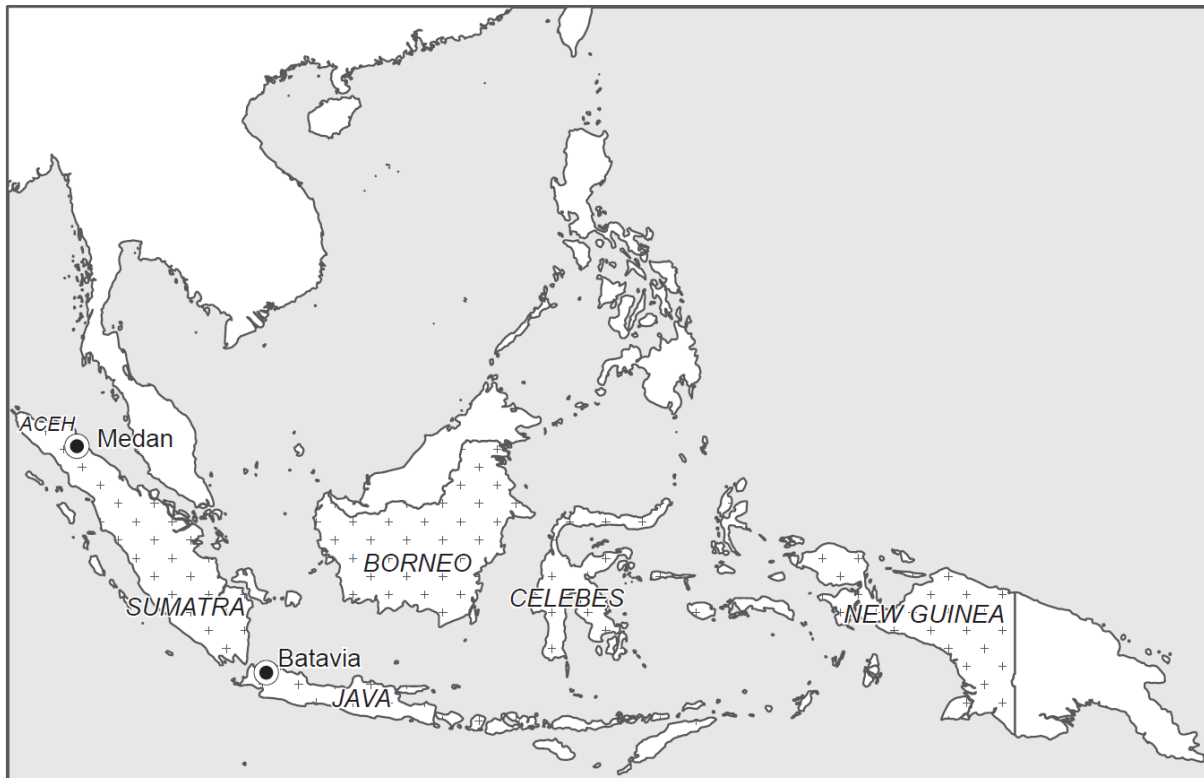 ACEH
Medan
BORNEO
CELEBES
SUMATRA
NEW GUINEA
Batavia
JAVA